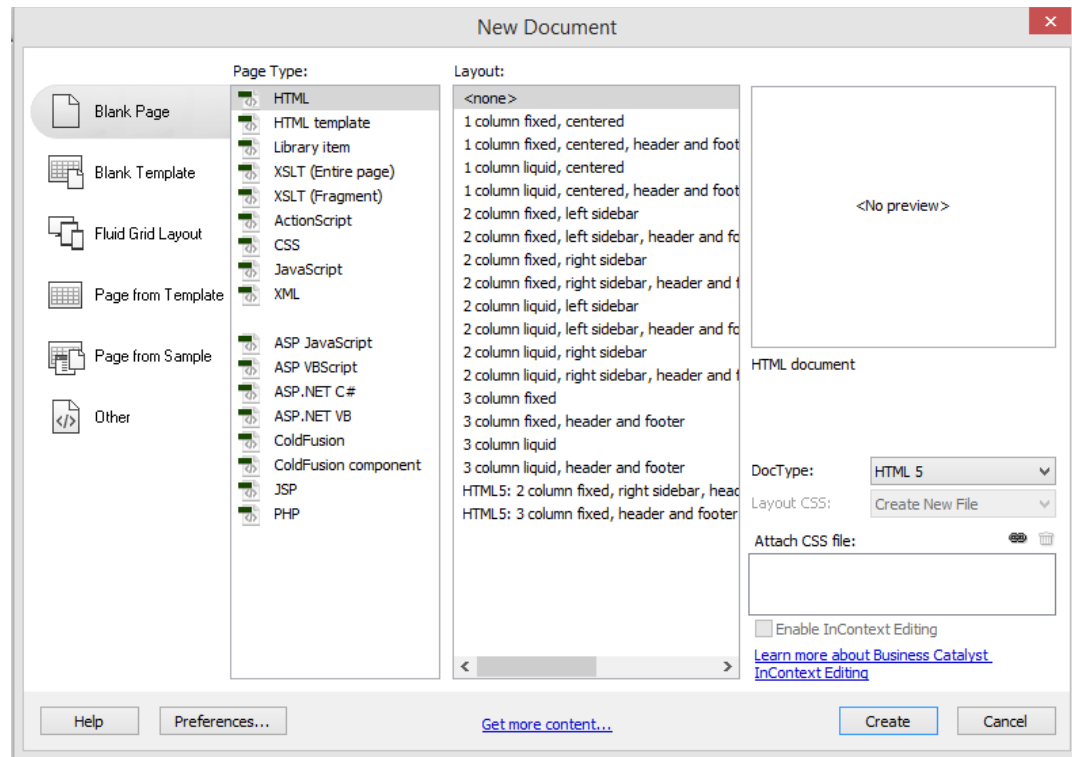 New Document
Blank Page
Blank Template
Fluid Grid Layout
Page from Template
Page from Sample
Other
Page Type:
HTML
HTML template
Library item
XSLT (Entire page)
XSLT (Fragment)
ActionScript
CSS
JavaScript
XML
ASP JavaScript
ASP VBScript
ASP.NET C#
ASP.NET VB
ColdFusion
ColdFusion component
JSP
PHP
Layout:
<none>
1 column fixed, centered
1 column fixed, centered, header and foot
1 column liquid, centered
1 column liquid, centered, header and foot
2 column fixed, left sidebar
2 column fixed, left sidebar, header and fo
2 column fixed, right sidebar
2 column fixed, right sidebar, header and f
2 column liquid, left sidebar
2 column liquid, left sidebar, header and fo
2 column liquid, right sidebar
2 column liquid, right sidebar, header and f
3 column fixed
3 column fixed, header and footer
3 column liquid
3 column liquid, header and footer
HTML5: 2 column fixed, right sidebar, head
HTML5: 3 column fixed, header and footer
<No preview>
HTML document
DocType: HTML 5
Layout CSS: Create New File
Attach CSS file:
Enable InContext Editing
Learn more about Business Catalyst
InContext Editing
Help Preferences... Get more content... Create Cancel